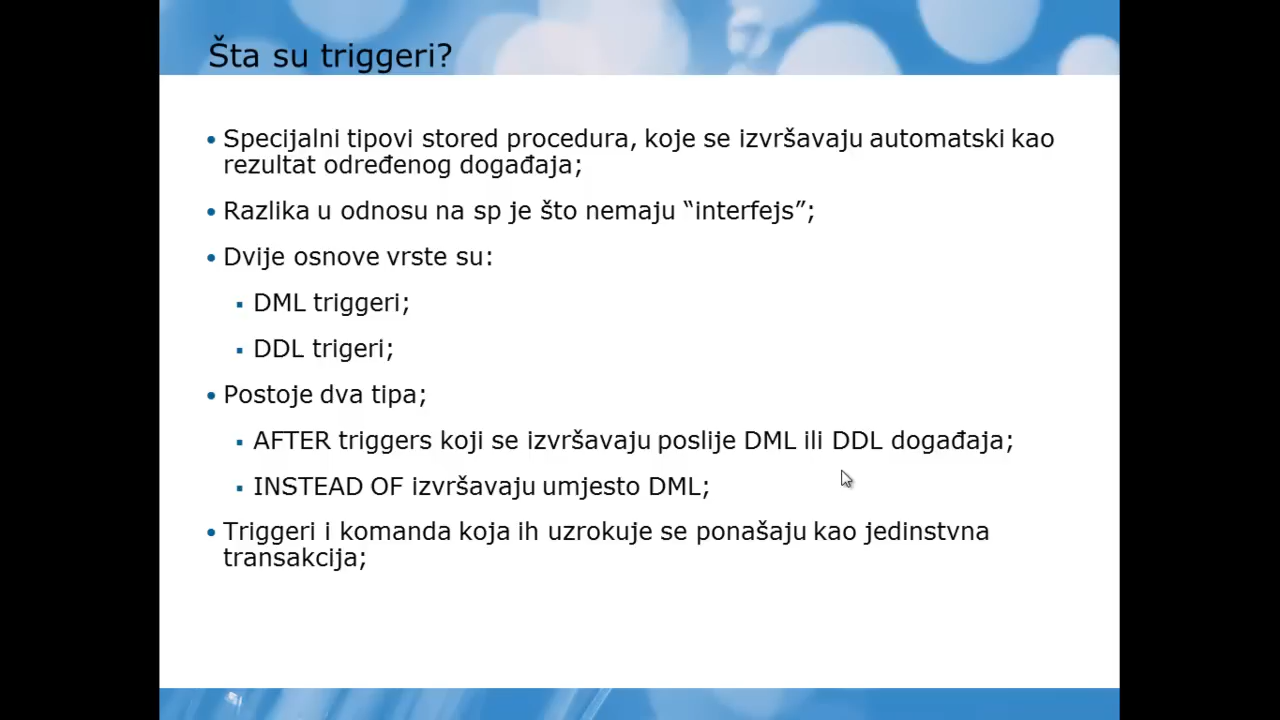 Šta su triggeri?
• Specijalni tipovi stored procedura, koje se izvršavaju automatski kao
rezultat određenog događaja;
• Razlika u odnosu na sp je što nemaju “interfejs”;
• Dvije osnove vrste su:
▪ DML triggeri;
▪ DDL trigeri;
• Postoje dva tipa;
▪ AFTER triggers koji se izvršavaju poslije DML ili DDL događaja;
▪ INSTEAD OF izvršavaju umjesto DML;
• Triggeri i komanda koja ih uzrokuje se ponašaju kao jedinstvna
transakcija;